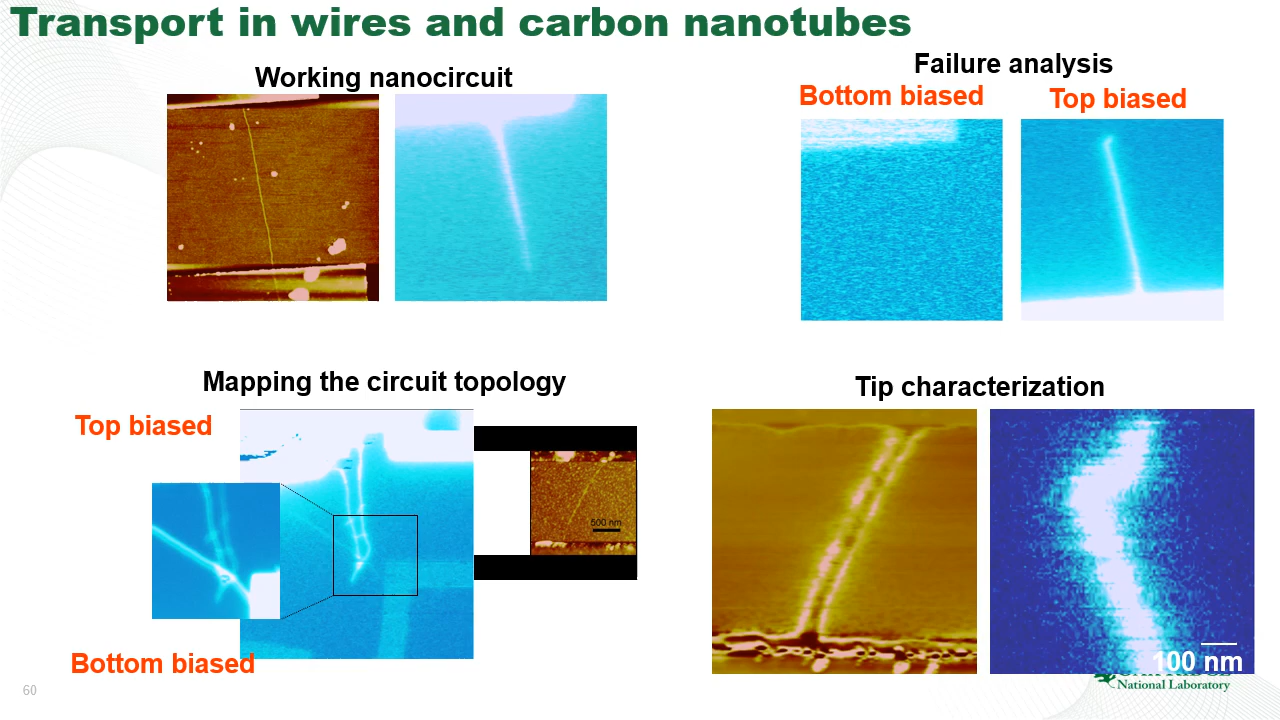 Transport in wires and carbon nanotubes
Working nanocircuit
Failure analysis
Bottom biased
Top biased
Mapping the circuit topology
Top biased
500 nm
Bottom biased
Tip characterization
100 nm
National Laboratory
60